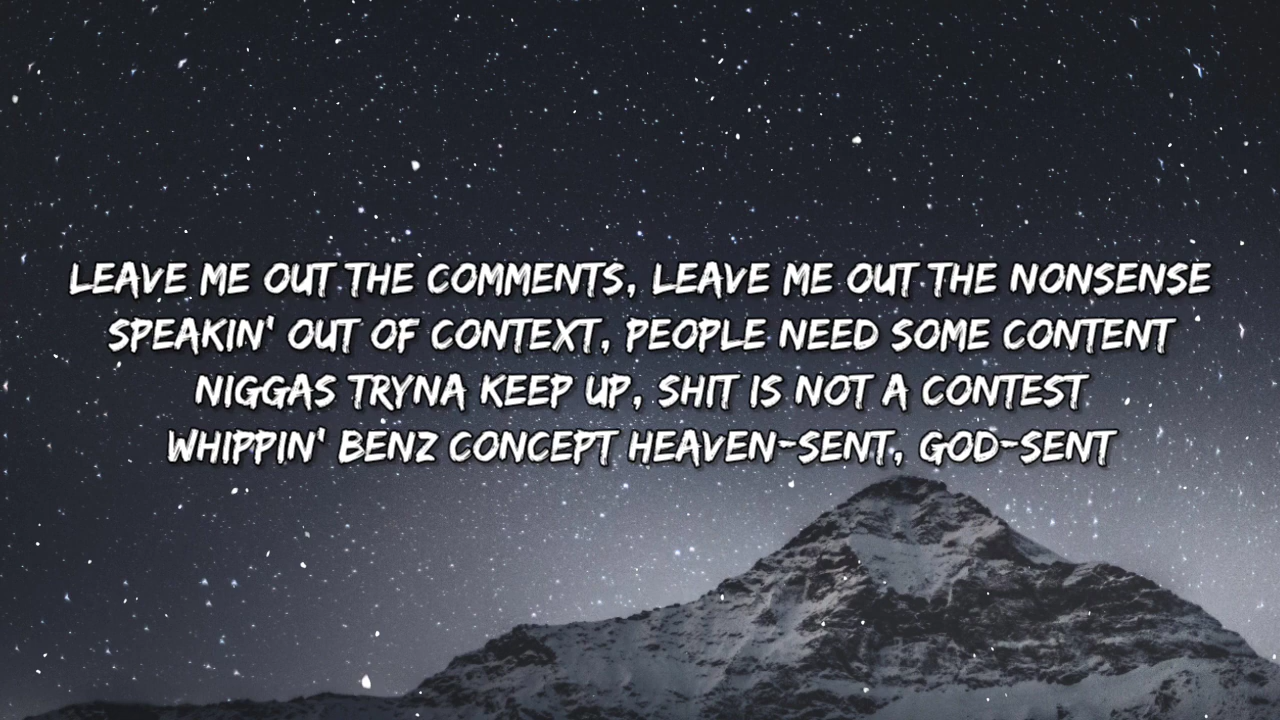 LEAVE ME OUT THE COMMENTS, LEAVE ME OUT THE NONSENSE
SPEAKIN' OUT OF CONTEXT, PEOPLE NEED SOME CONTENT
NIGGAS TRYNA KEEP UP, SHIT IS NOT A CONTEST
WHIPPIN' BENZ CONCEPT HEAVEN-SENT, GOD-SENT